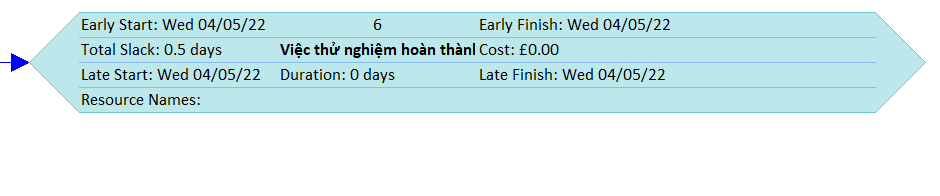 Early Start: Wed 04/05/22 6 Early Finish: Wed 04/05/22
Total Slack: 0.5 days Việc thử nghiệm hoàn thành Cost: £0.00
Late Start: Wed 04/05/22 Duration: 0 days Late Finish: Wed 04/05/22
Resource Names: